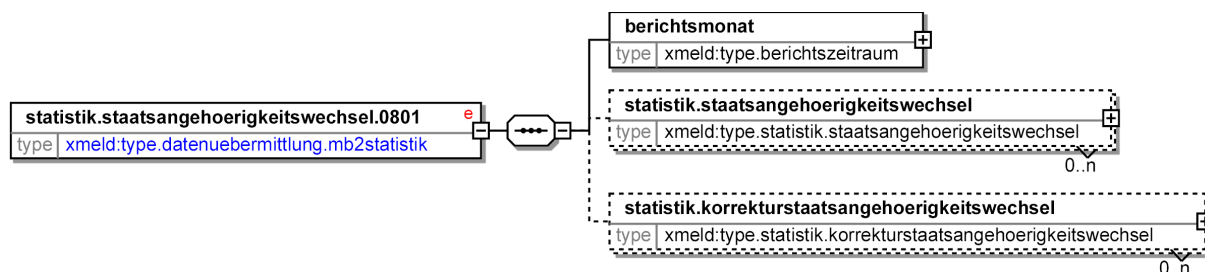 berichtsmonat
type xmeld:type.berichtszeitraum
statistik.staatsangehoerigkeitswechsel.0801 e
type xmeld:type.datenuebermittlung.mb2statistik
statistik.staatsangehoerigkeitswechsel
type xmeld:type.statistik.staatsangehoerigkeitswechsel
0..n
statistik.korrekturstaatsangehoerigkeitswechsel
type xmeld:type.statistik.korrekturstaatsangehoerigkeitswechsel
0..n